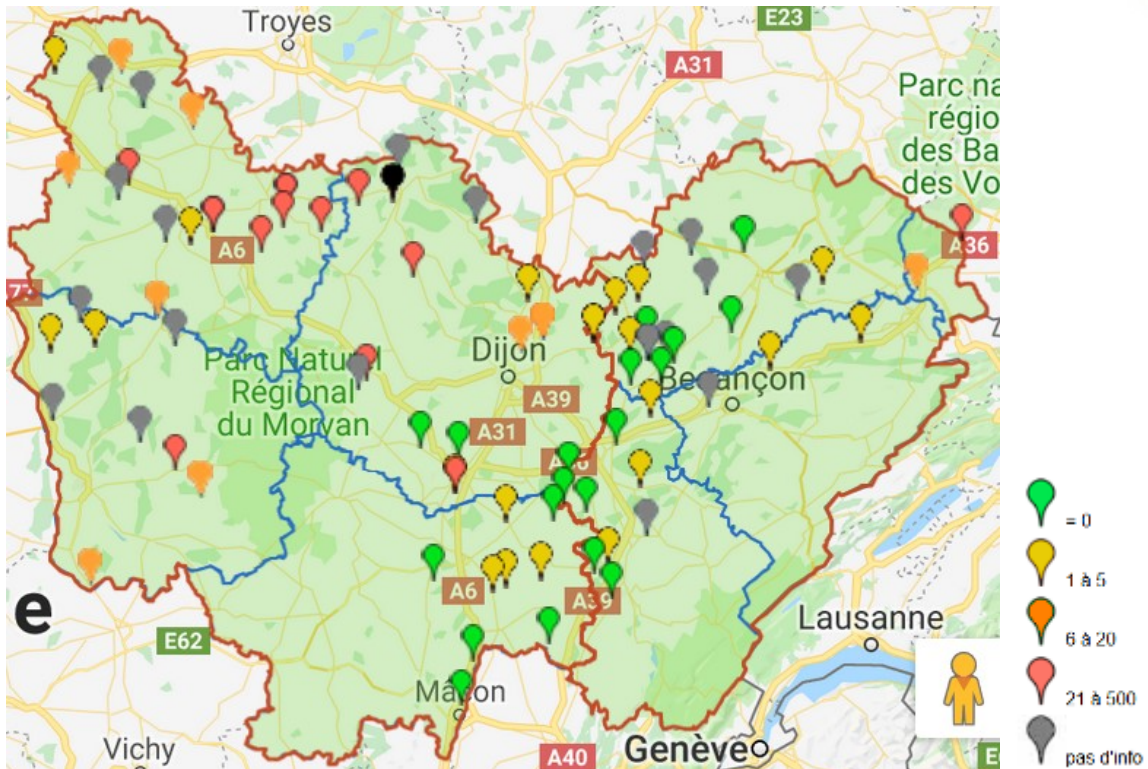 Troyes
E23
A31
Parc na
régio
des Ba
des Vo
A36
A6
Parc Naturel
Régional
du Morvan
Dijon
Besançon
A39
A31
A6
A39
e
E62
Lausanne
Mâcon
Vichy
A40
Genève
= 0
1 à 5
6 à 20
21 à 500
pas d'info